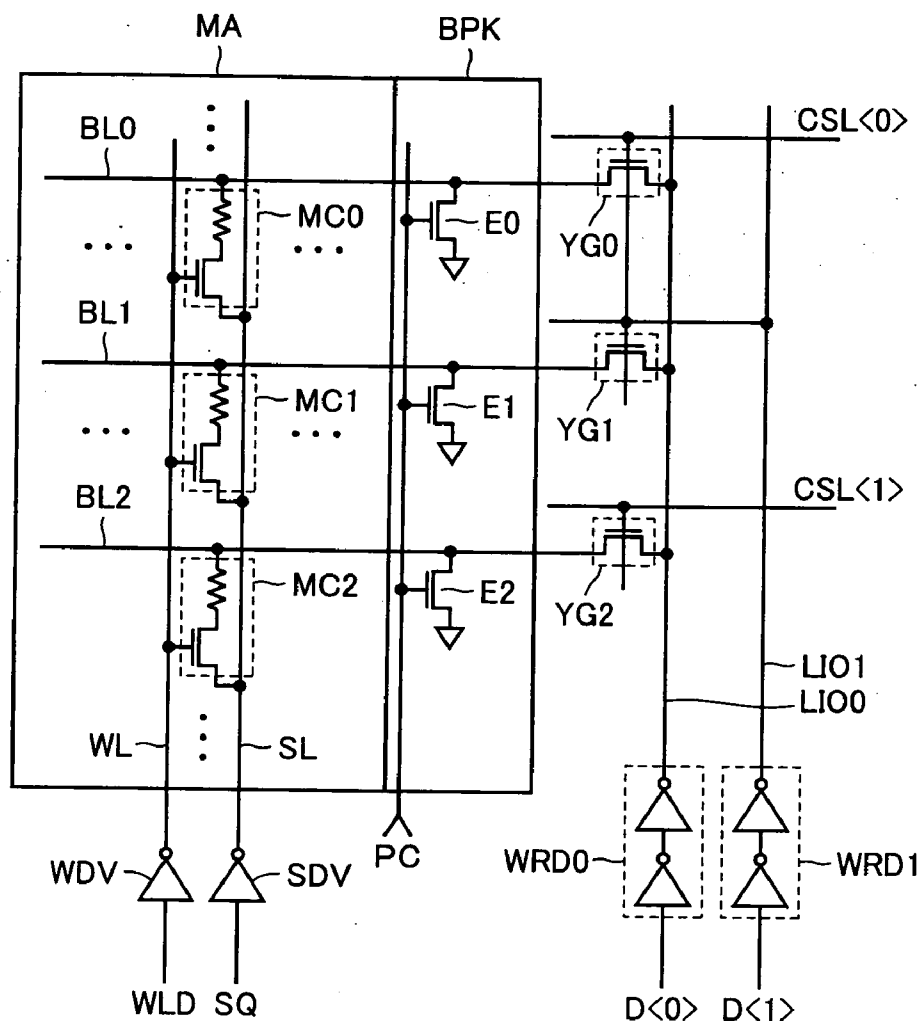 MA BPK
BL0
CSL<0>
MC0
E0
YG0
BL1
MC1
E1
YG1
BL2
CSL<1>
MC2
E2
YG2
LIO1
LIO0
WL SL
PC
WRD0 WRD1
WDV SDV
WLD SQ
D<0> D<1>